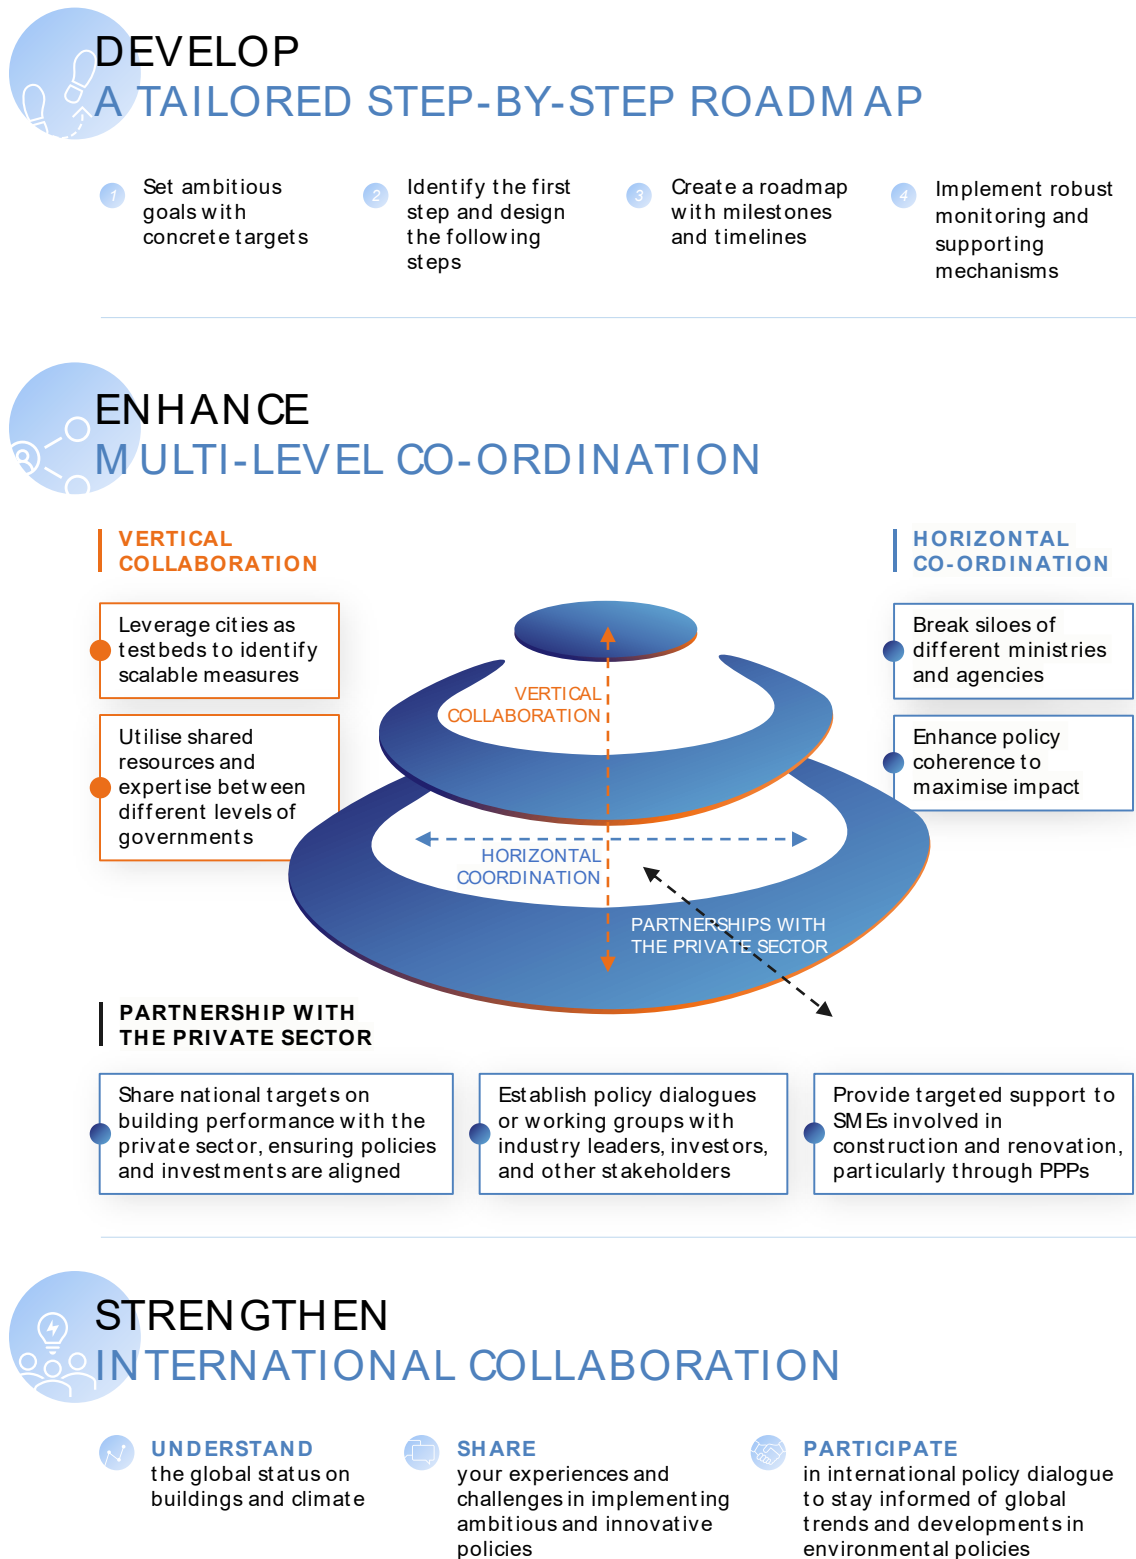 DEVELOP
A TAILORED STEP-BY-STEP ROADMAP
1
Set ambitious
goals with
concrete targets
2
Identify the first
step and design
the following
steps
3
Create a roadmap
with milestones
and timelines
4
Implement robust
monitoring and
supporting
mechanisms
ENHANCE
MULTI-LEVEL CO-ORDINATION
VERTICAL
COLLABORATION
Leverage cities as
testbeds to identify
scalable measures
Utilise shared
resources and
expertise between
different levels of
governments
HORIZONTAL
CO-ORDINATION
Break siloes of
different ministries
and agencies
Enhance policy
coherence to
maximise impact
VERTICAL
COLLABORATION
HORIZONTAL
COORDINATION
PARTNERSHIPS WITH
THE PRIVATE SECTOR
PARTNERSHIP WITH
THE PRIVATE SECTOR
Share national targets on
building performance with the
private sector, ensuring policies
and investments are aligned
Establish policy dialogues
or working groups with
industry leaders, investors,
and other stakeholders
Provide targeted support to
SMEs involved in
construction and renovation,
particularly through PPPs
STRENGTHEN
INTERNATIONAL COLLABORATION
UNDERSTAND
the global status on
buildings and climate
SHARE
your experiences and
challenges in implementing
ambitious and innovative
policies
PARTICIPATE
in international policy dialogue
to stay informed of global
trends and developments in
environmental policies